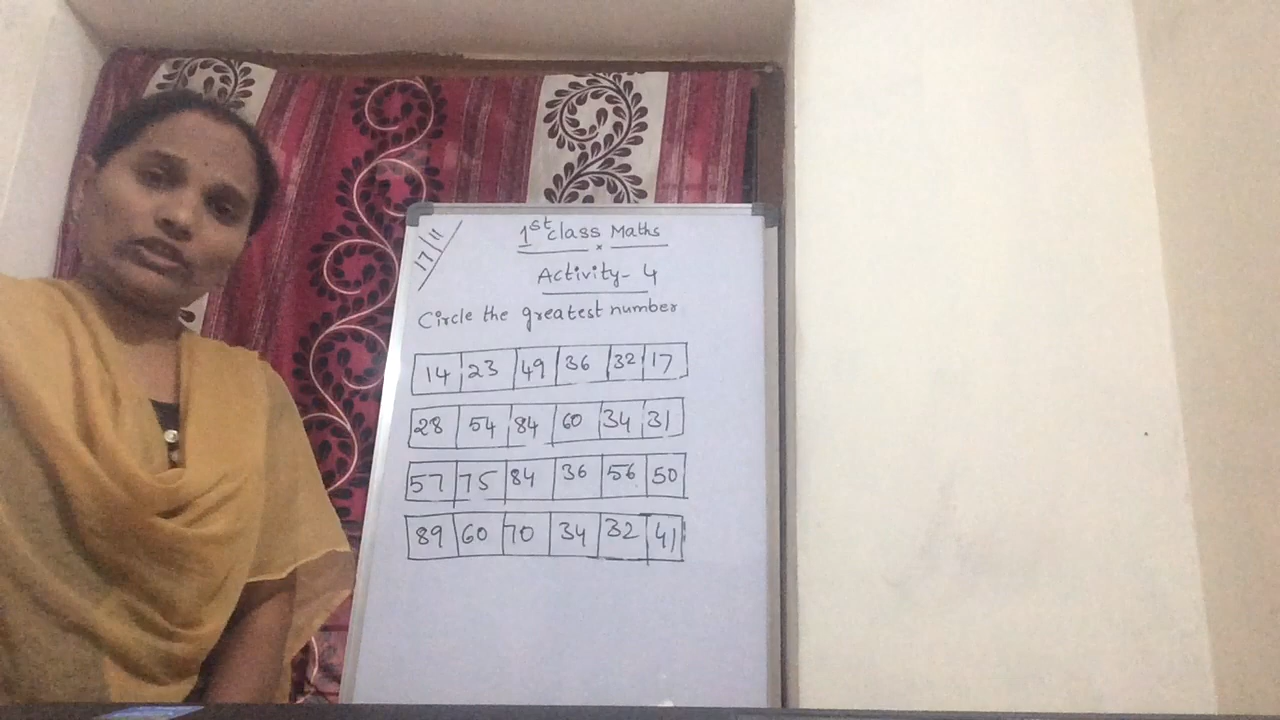 17/11
1st class Maths
Activity- 4
Circle the greatest number
14 23 49 36 32 17
28 54 84 60 34 31
57 75 84 36 56 50
89 60 70 34 32 41